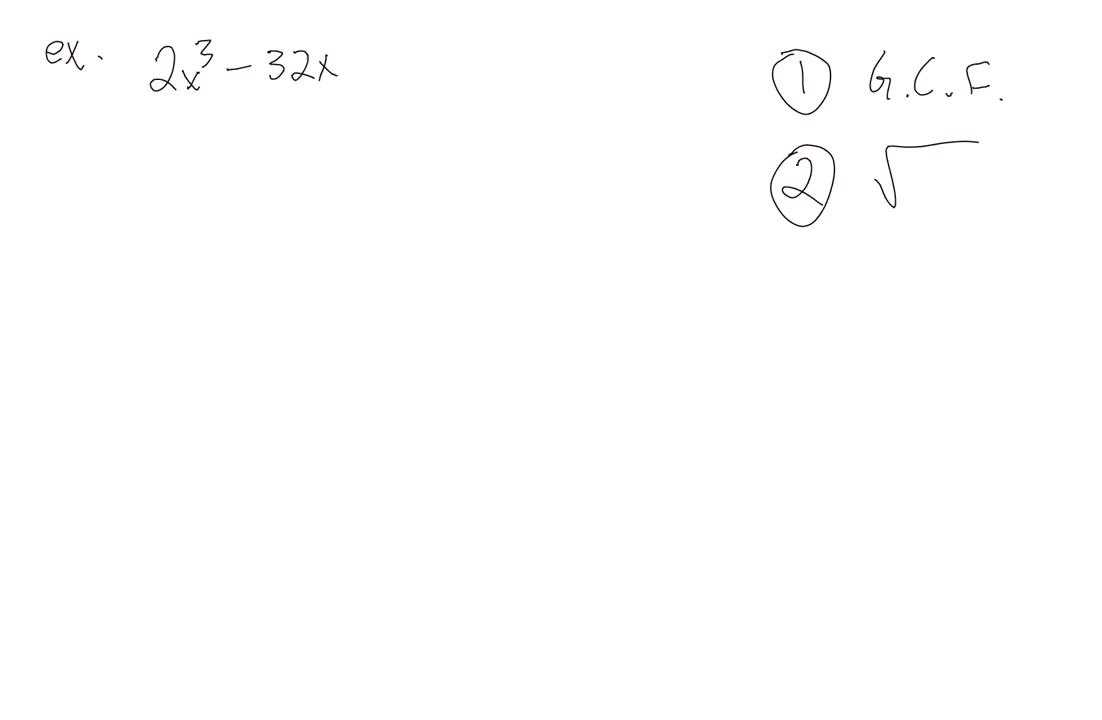 ex. 2x³ - 32x
① G.C.F.
② √